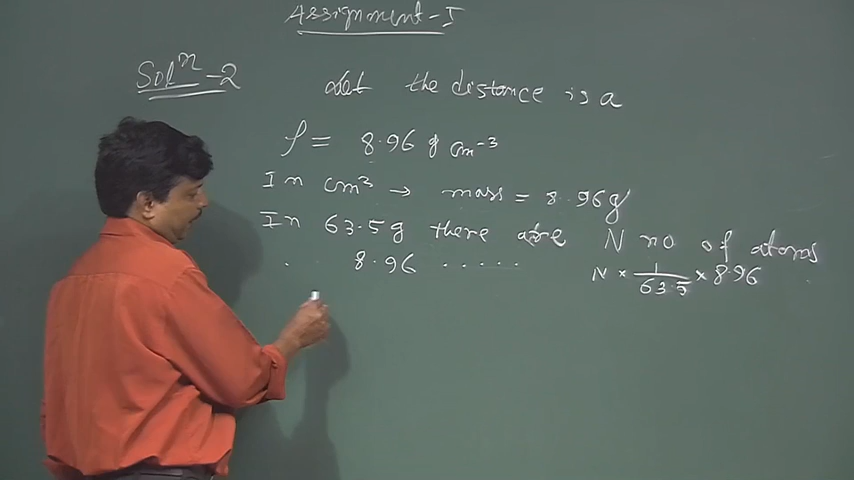 Assignment-I
Solⁿ-2
Let the distance is a
ρ = 8.96 g cm⁻³
In cm³ → mass = 8.96g
In 63.5g there are N no of atoms
. . 8.96 ..... N × 1/63.5 × 8.96